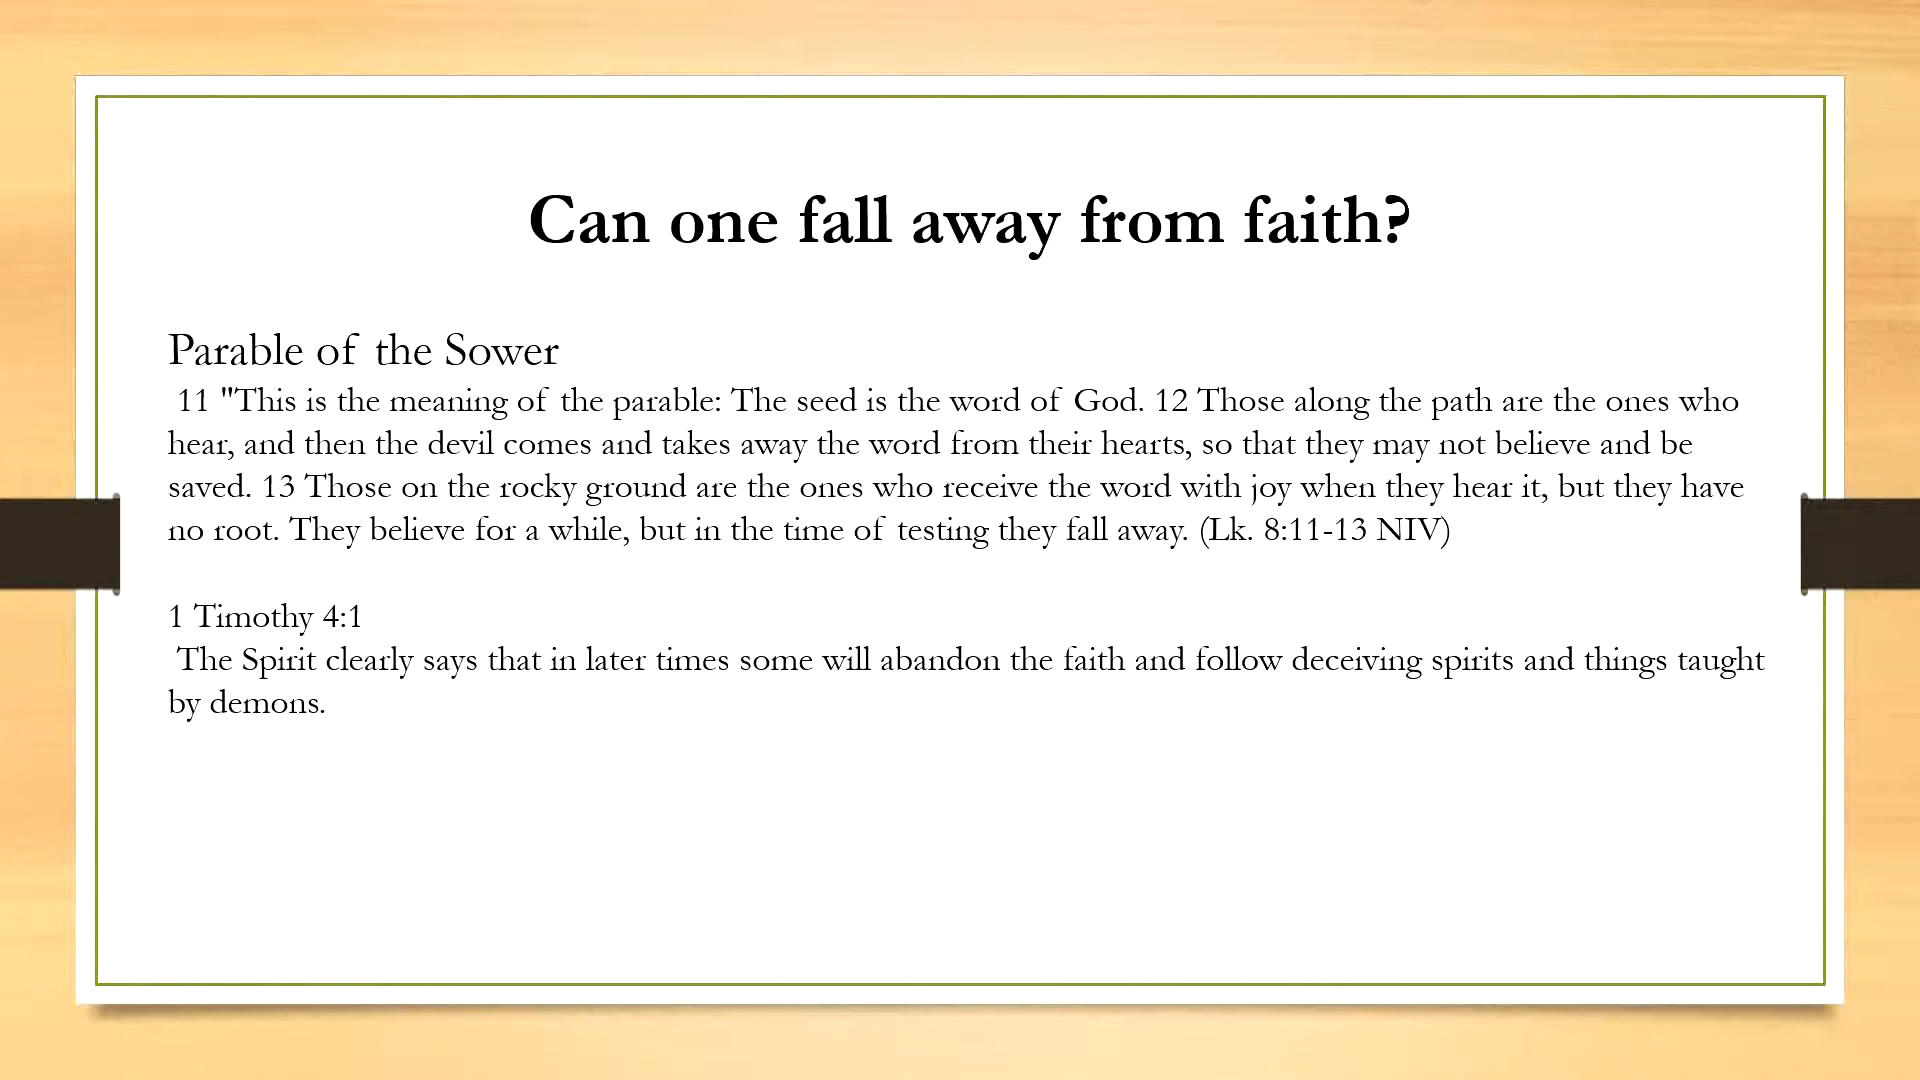 Can one fall away from faith?
Parable of the Sower
11 "This is the meaning of the parable: The seed is the word of God. 12 Those along the path are the ones who
hear, and then the devil comes and takes away the word from their hearts, so that they may not believe and be
saved. 13 Those on the rocky ground are the ones who receive the word with joy when they hear it, but they have
no root. They believe for a while, but in the time of testing they fall away. (Lk. 8:11-13 NIV)
1 Timothy 4:1
The Spirit clearly says that in later times some will abandon the faith and follow deceiving spirits and things taught
by demons.